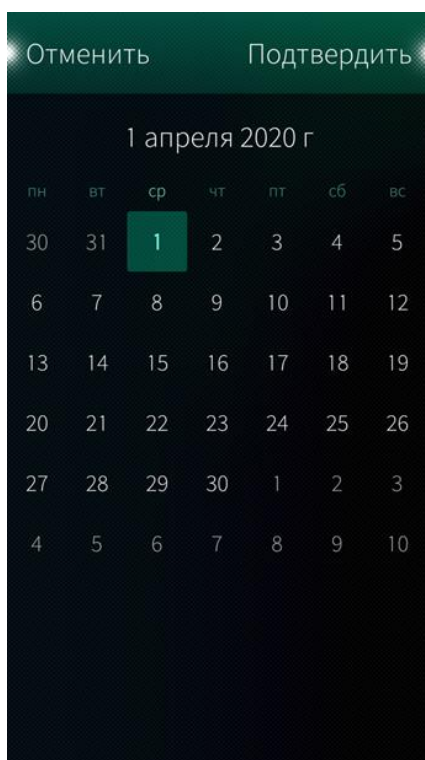 Отменить Подтвердить
1 апреля 2020 г
пн вт ср чт пт сб вс
30 31 1 2 3 4 5
6 7 8 9 10 11 12
13 14 15 16 17 18 19
20 21 22 23 24 25 26
27 28 29 30 1 2 3
4 5 6 7 8 9 10